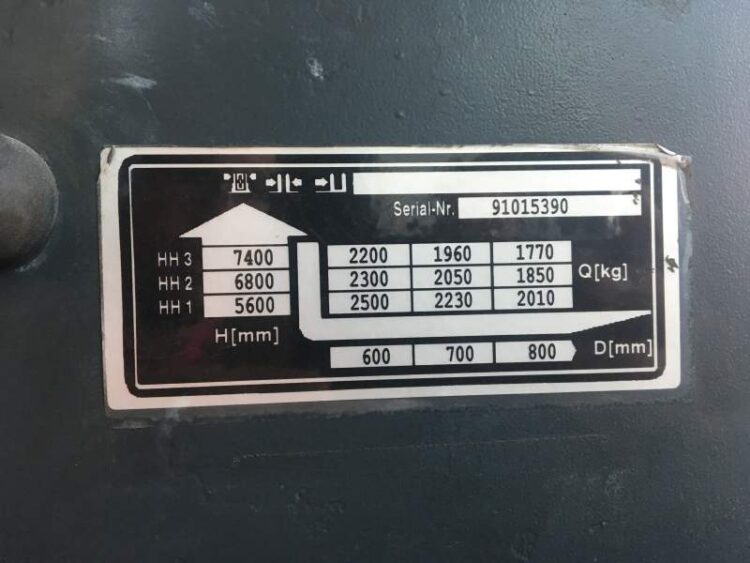 Serial-Nr. 91015390
HH 3 7400 2200 1960 1770
HH 2 6800 2300 2050 1850 Q[kg]
HH 1 5600 2500 2230 2010
H[mm]
600 700 800 D[mm]